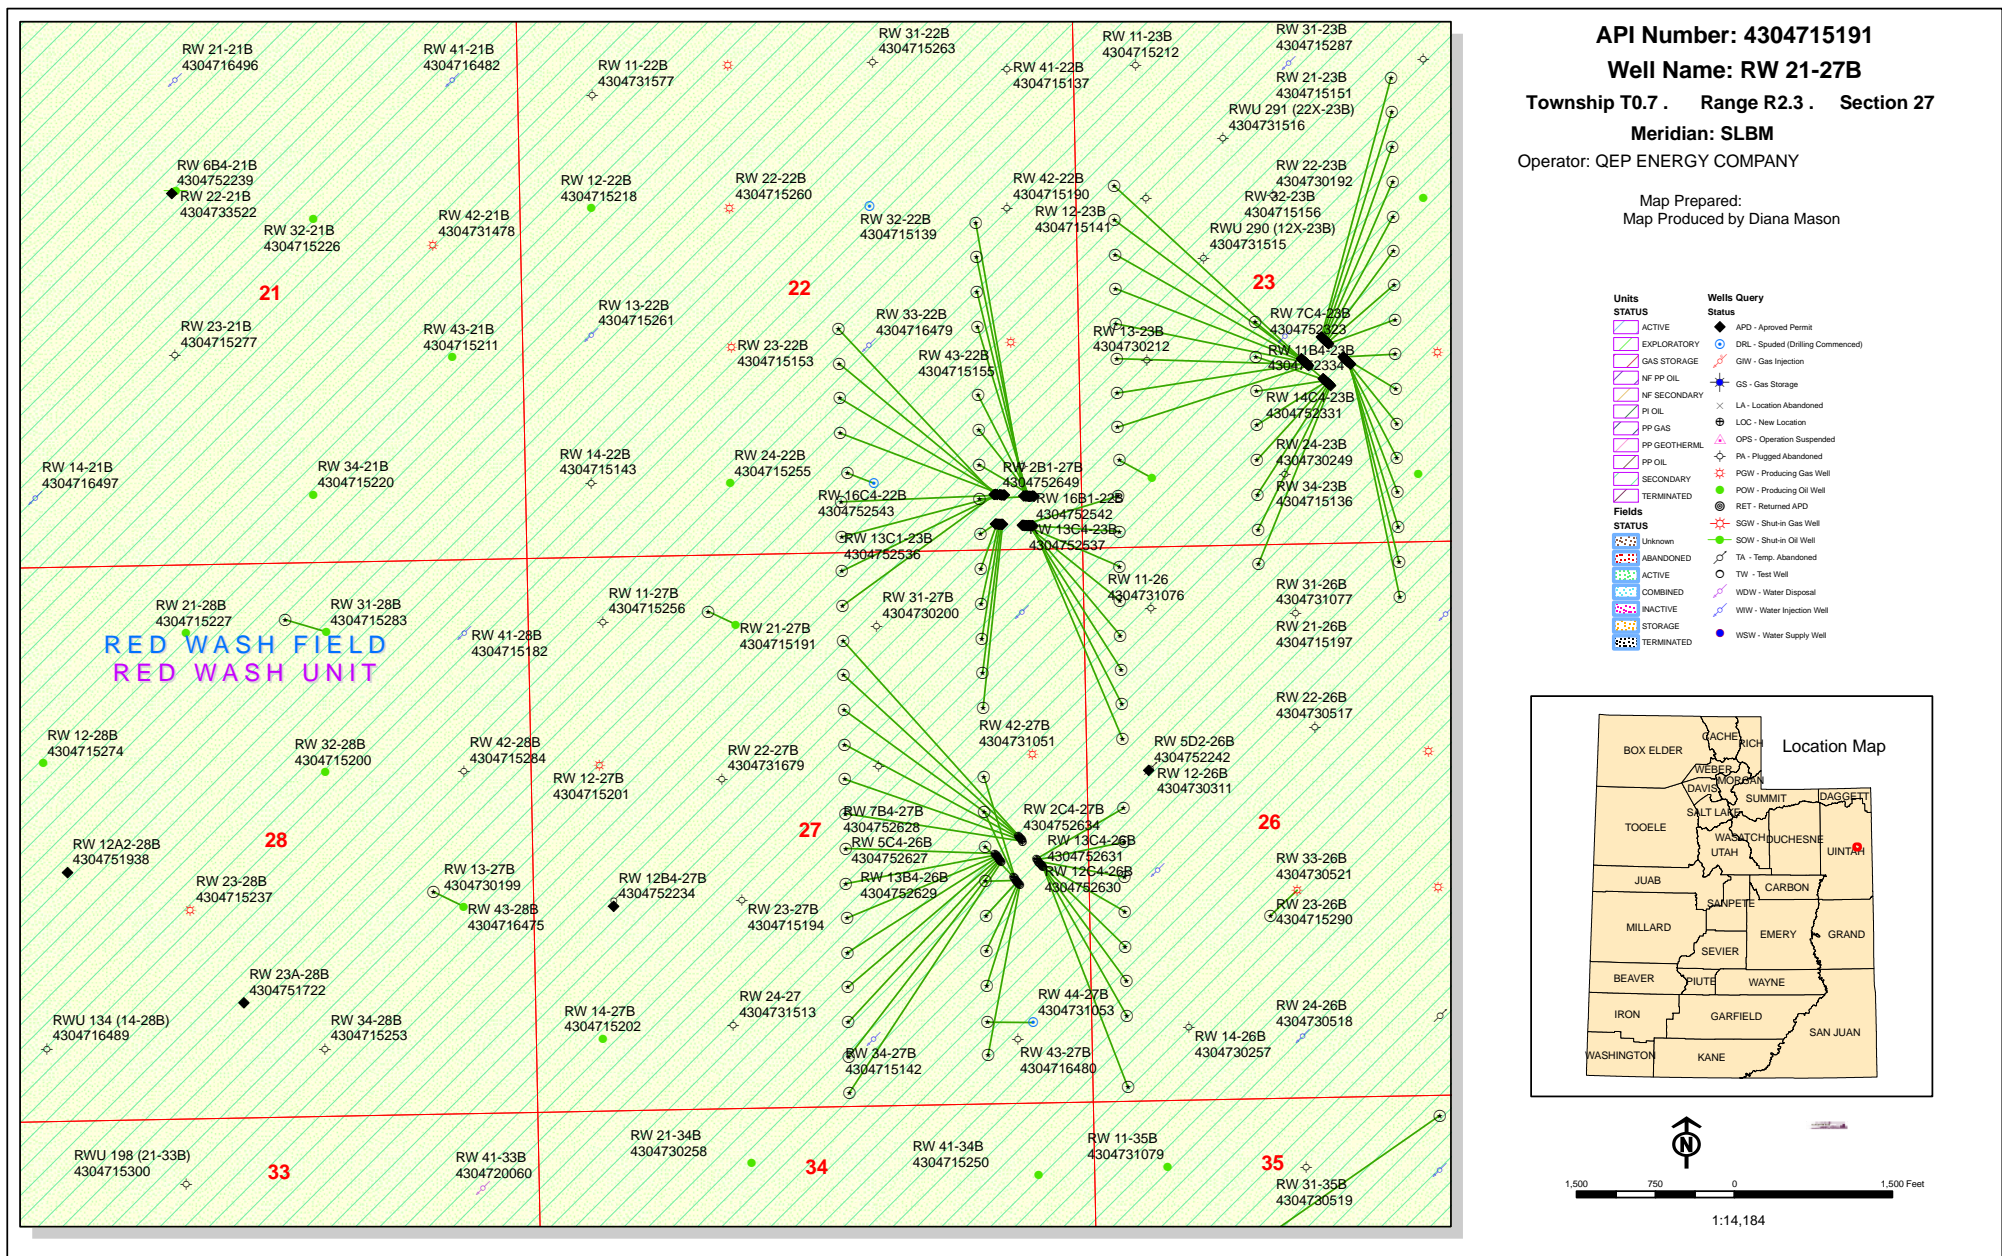 API Number: 4304715191
Well Name: RW 21-27B
Township T0.7 . Range R2.3 . Section 27
Meridian: SLBM
Operator: QEP ENERGY COMPANY
Map Prepared:
Map Produced by Diana Mason
Units
STATUS
ACTIVE
EXPLORATORY
GAS STORAGE
NF PP OIL
NF SECONDARY
PI OIL
PP GAS
PP GEOTHERML
PP OIL
SECONDARY
TERMINATED
Fields
STATUS
Unknown
ABANDONED
ACTIVE
COMBINED
INACTIVE
STORAGE
TERMINATED
Wells Query
Status
APD - Aproved Permit
DRL - Spuded (Drilling Commenced)
GIW - Gas Injection
GS - Gas Storage
LA - Location Abandoned
LOC - New Location
OPS - Operation Suspended
PA - Plugged Abandoned
PGW - Producing Gas Well
POW - Producing Oil Well
RET - Returned APD
SGW - Shut-in Gas Well
SOW - Shut-in Oil Well
TA - Temp. Abandoned
TW - Test Well
WDW - Water Disposal
WIW - Water Injection Well
WSW - Water Supply Well
Location Map
BOX ELDER
CACHE
RICH
WEBER
MORGAN
DAVIS
SUMMIT
DAGGETT
SALT LAKE
TOOELE
WASATCH
DUCHESNE
UTAH
UINTAH
JUAB
CARBON
SANPETE
MILLARD
EMERY
GRAND
SEVIER
BEAVER
PIUTE
WAYNE
IRON
GARFIELD
SAN JUAN
WASHINGTON
KANE
N
1,500 750 0 1,500 Feet
1:14,184
RW 21-21B
4304716496
RW 41-21B
4304716482
RW 11-22B
4304731577
RW 31-22B
4304715263
RW 41-22B
4304715137
RW 11-23B
4304715212
RW 31-23B
4304715287
RW 21-23B
4304715151
RWU 291 (22X-23B)
4304731516
RW 6B4-21B
4304752239
RW 22-21B
4304733522
RW 32-21B
4304715226
RW 42-21B
4304731478
RW 12-22B
4304715218
RW 22-22B
4304715260
RW 32-22B
4304715139
RW 42-22B
4304715190
RW 12-23B
4304715141
RW 22-23B
4304730192
RW 32-23B
4304715156
RWU 290 (12X-23B)
4304731515
21
22
23
RW 23-21B
4304715277
RW 43-21B
4304715211
RW 13-22B
4304715261
RW 23-22B
4304715153
RW 33-22B
4304716479
RW 43-22B
4304715155
RW 13-23B
4304730212
RW 7C4-23B
4304752323
RW 11B4-23B
4304752334
RW 14C4-23B
4304752331
RW 14-21B
4304716497
RW 34-21B
4304715220
RW 14-22B
4304715143
RW 24-22B
4304715255
RW 16C4-22B
4304752543
RW 2B1-27B
4304752649
RW 16B1-22B
4304752542
RW 13C1-23B
4304752536
RW 13C4-23B
4304752537
RW 24-23B
4304730249
RW 34-23B
4304715136
RW 21-28B
4304715227
RW 31-28B
4304715283
RW 41-28B
4304715182
RED WASH FIELD
RED WASH UNIT
RW 11-27B
4304715256
RW 21-27B
4304715191
RW 31-27B
4304730200
RW 11-26
4304731076
RW 31-26B
4304731077
RW 21-26B
4304715197
RW 12-28B
4304715274
RW 32-28B
4304715200
RW 42-28B
4304715284
RW 12-27B
4304715201
RW 22-27B
4304731679
RW 42-27B
4304731051
RW 5D2-26B
4304752242
RW 12-26B
4304730311
RW 22-26B
4304730517
28
27
26
RW 12A2-28B
4304751938
RW 23-28B
4304715237
RW 13-27B
4304730199
RW 43-28B
4304716475
RW 12B4-27B
4304752234
RW 23-27B
4304715194
RW 7B4-27B
4304752628
RW 5C4-26B
4304752627
RW 13B4-26B
4304752629
RW 2C4-27B
4304752634
RW 13C4-26B
4304752631
RW 12C4-26B
4304752630
RW 33-26B
4304730521
RW 23-26B
4304715290
RW 23A-28B
4304751722
RWU 134 (14-28B)
4304716489
RW 34-28B
4304715253
RW 14-27B
4304715202
RW 24-27
4304731513
RW 34-27B
4304715142
RW 44-27B
4304731053
RW 43-27B
4304716480
RW 14-26B
4304730257
RW 24-26B
4304730518
RWU 198 (21-33B)
4304715300
33
RW 41-33B
4304720060
RW 21-34B
4304730258
34
RW 41-34B
4304715250
RW 11-35B
4304731079
35
RW 31-35B
4304730519